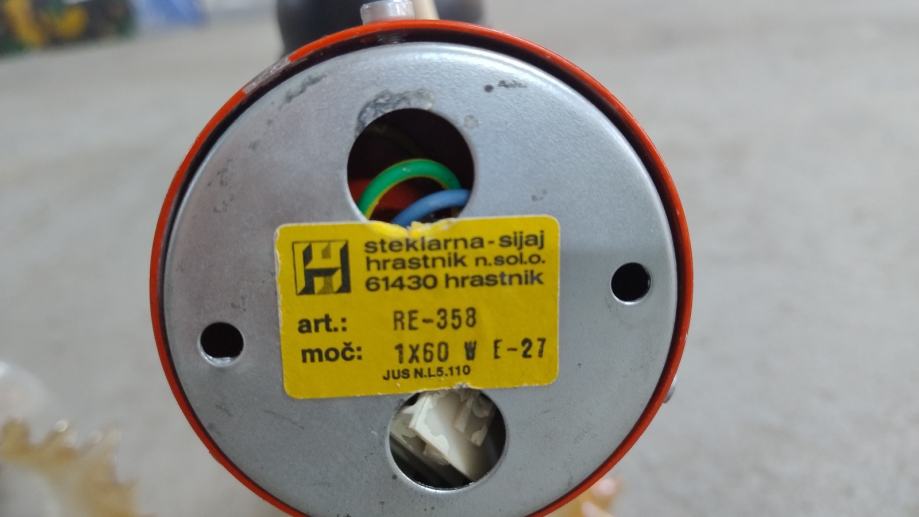 steklarna-sijaj
hrastnik n.sol.o.
61430 hrastnik
art.: RE-358
moč: 1X60 W E-27
JUS N.L5.110